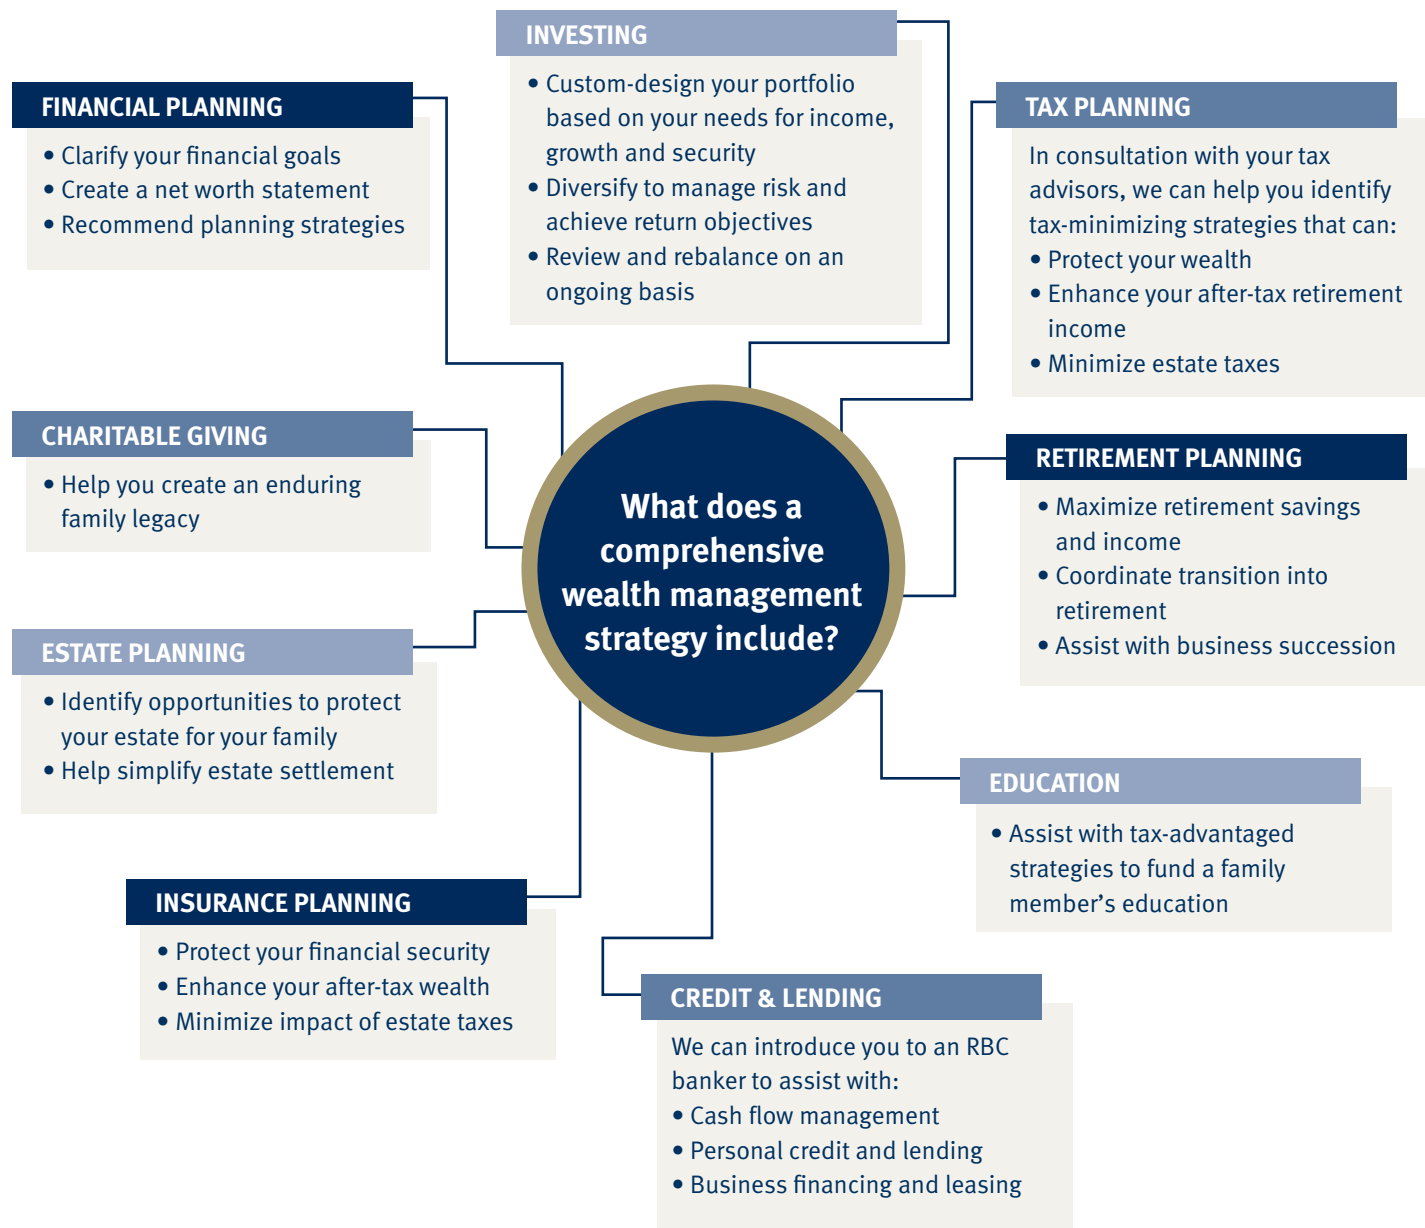 INVESTING
• Custom-design your portfolio
based on your needs for income,
growth and security
• Diversify to manage risk and
achieve return objectives
• Review and rebalance on an
ongoing basis
FINANCIAL PLANNING
• Clarify your financial goals
• Create a net worth statement
• Recommend planning strategies
TAX PLANNING
In consultation with your tax
advisors, we can help you identify
tax-minimizing strategies that can:
• Protect your wealth
• Enhance your after-tax retirement
income
• Minimize estate taxes
CHARITABLE GIVING
• Help you create an enduring
family legacy
What does a
comprehensive
wealth management
strategy include?
RETIREMENT PLANNING
• Maximize retirement savings
and income
• Coordinate transition into
retirement
• Assist with business succession
ESTATE PLANNING
• Identify opportunities to protect
your estate for your family
• Help simplify estate settlement
EDUCATION
• Assist with tax-advantaged
strategies to fund a family
member’s education
INSURANCE PLANNING
• Protect your financial security
• Enhance your after-tax wealth
• Minimize impact of estate taxes
CREDIT & LENDING
We can introduce you to an RBC
banker to assist with:
• Cash flow management
• Personal credit and lending
• Business financing and leasing